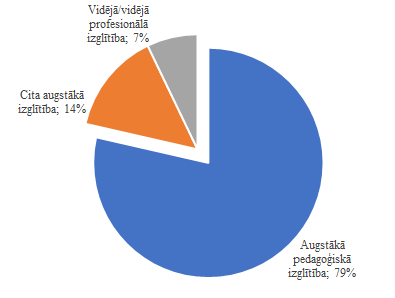 Vidējā/vidējā
profesionālā
izglītība;  7%
Cita augstākā
izglītība;  14%
Augstākā
pedagoģiskā
izglītība;  79%